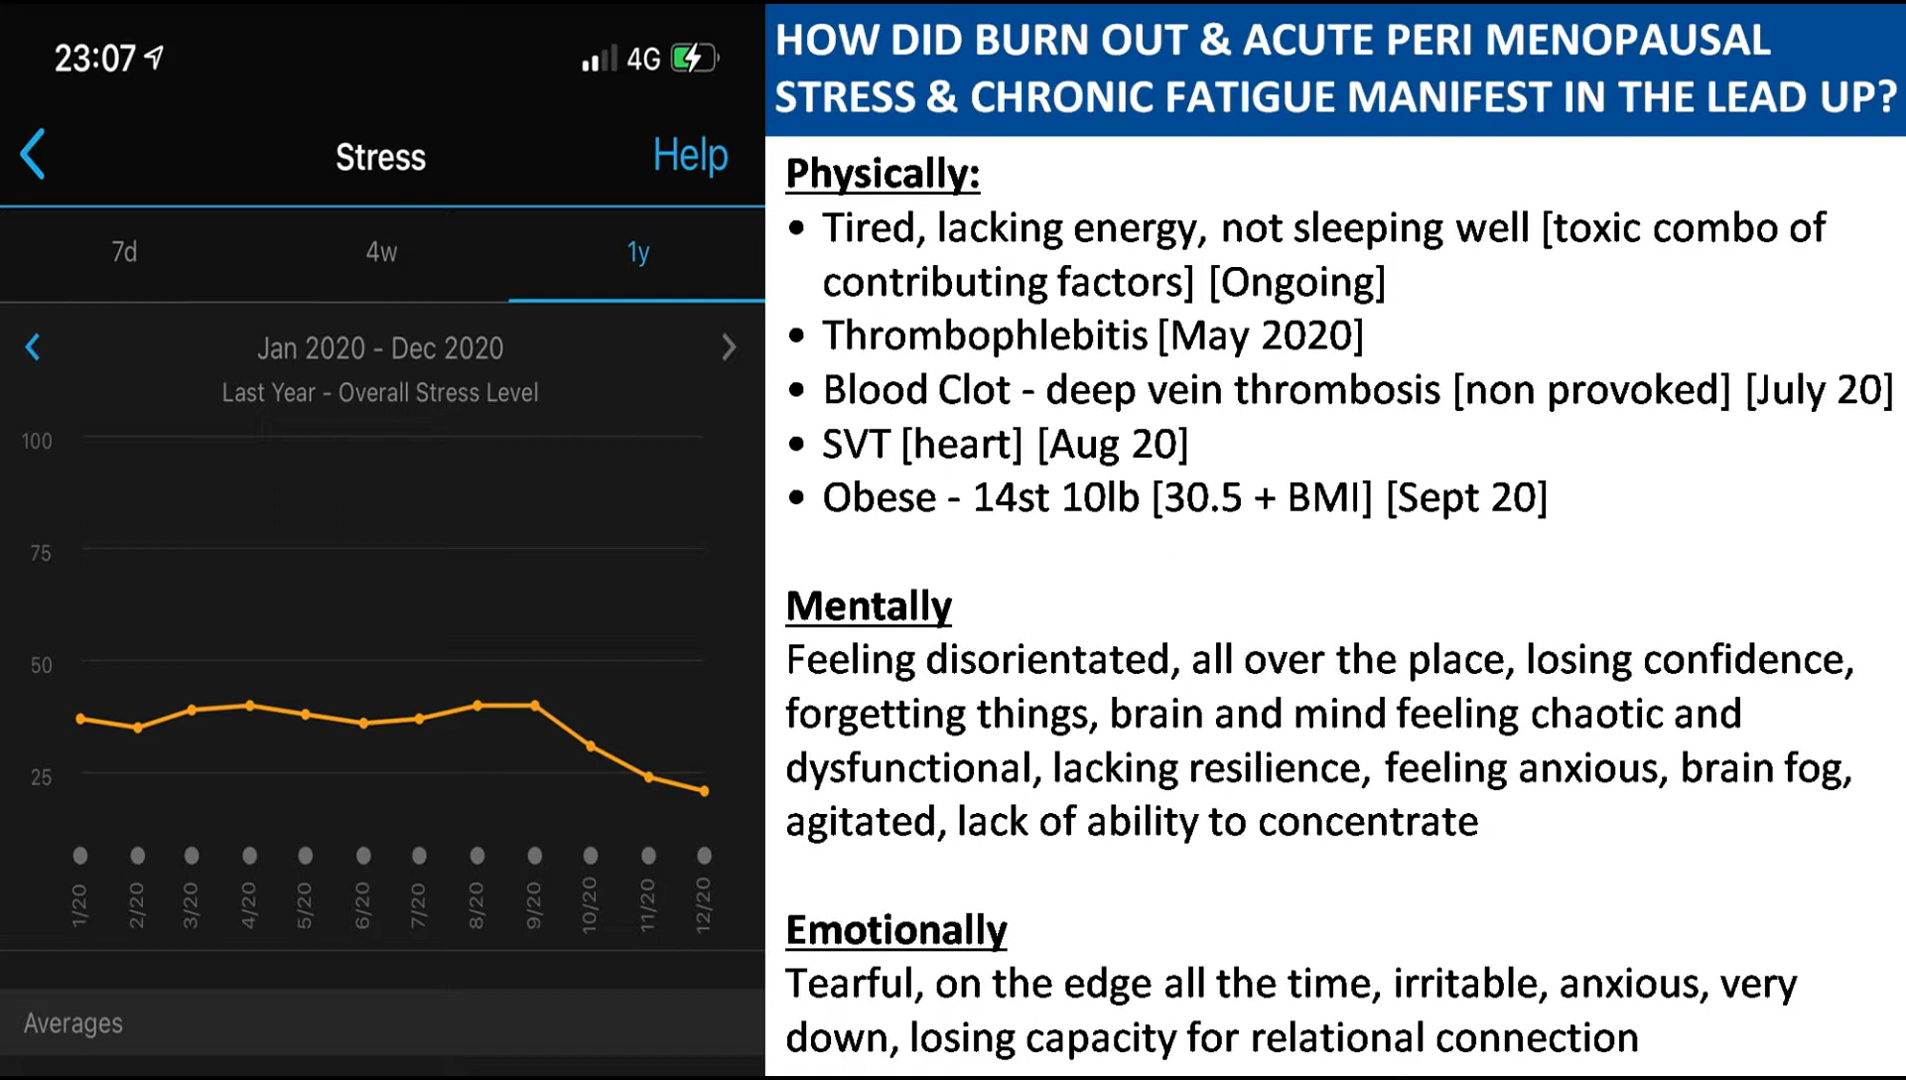 23:07
4G
Stress
Help
7d
4w
1y
Jan 2020 - Dec 2020
Last Year - Overall Stress Level
100
75
50
25
1/20
2/20
3/20
4/20
5/20
6/20
7/20
8/20
9/20
10/20
11/20
12/20
Averages
HOW DID BURN OUT & ACUTE PERI MENOPAUSAL
STRESS & CHRONIC FATIGUE MANIFEST IN THE LEAD UP?
Physically:
• Tired, lacking energy, not sleeping well [toxic combo of
contributing factors] [Ongoing]
• Thrombophlebitis [May 2020]
• Blood Clot - deep vein thrombosis [non provoked] [July 20]
• SVT [heart] [Aug 20]
• Obese - 14st 10lb [30.5 + BMI] [Sept 20]
Mentally
Feeling disorientated, all over the place, losing confidence,
forgetting things, brain and mind feeling chaotic and
dysfunctional, lacking resilience, feeling anxious, brain fog,
agitated, lack of ability to concentrate
Emotionally
Tearful, on the edge all the time, irritable, anxious, very
down, losing capacity for relational connection